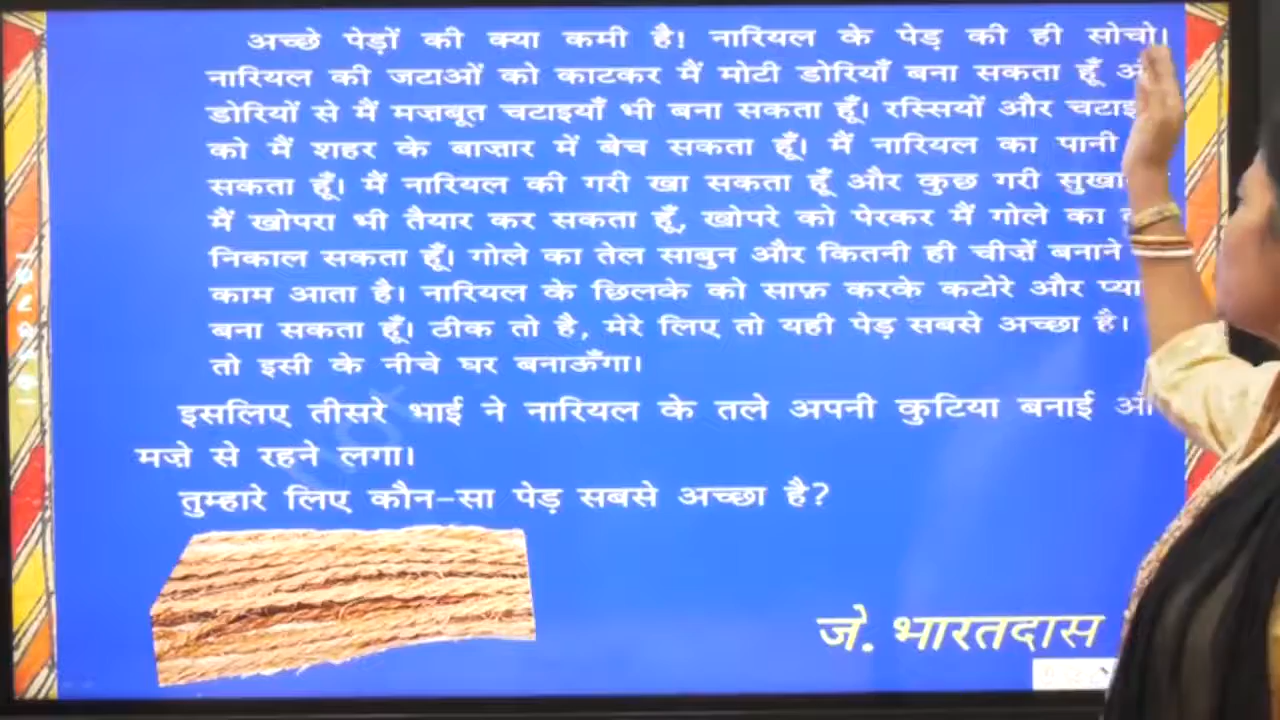 अच्छे पेड़ों की क्या कमी है! नारियल के पेड़ की ही सोचो।
नारियल की जटाओं को काटकर मैं मोटी डोरियाँ बना सकता हूँ
डोरियों से मैं मज़बूत चटाइयाँ भी बना सकता हूँ। रस्सियों और
को मैं शहर के बाज़ार में बेच सकता हूँ। मैं नारियल का पानी
सकता हूँ। मैं नारियल की गरी खा सकता हूँ और कुछ गरी
मैं खोपरा भी तैयार कर सकता हूँ, खोपरे को पेरकर मैं गोले का
निकाल सकता हूँ। गोले का तेल साबुन और कितनी ही चीज़ें बनाने
काम आता है। नारियल के छिलके को साफ़ करके कटोरे और
बना सकता हूँ। ठीक तो है, मेरे लिए तो यही पेड़ सबसे अच्छा है।
तो इसी के नीचे घर बनाऊँगा।
इसलिए तीसरे भाई ने नारियल के तले अपनी कुटिया बनाई
मज़े से रहने लगा।
तुम्हारे लिए कौन-सा पेड़ सबसे अच्छा है?
जे. भारतदास